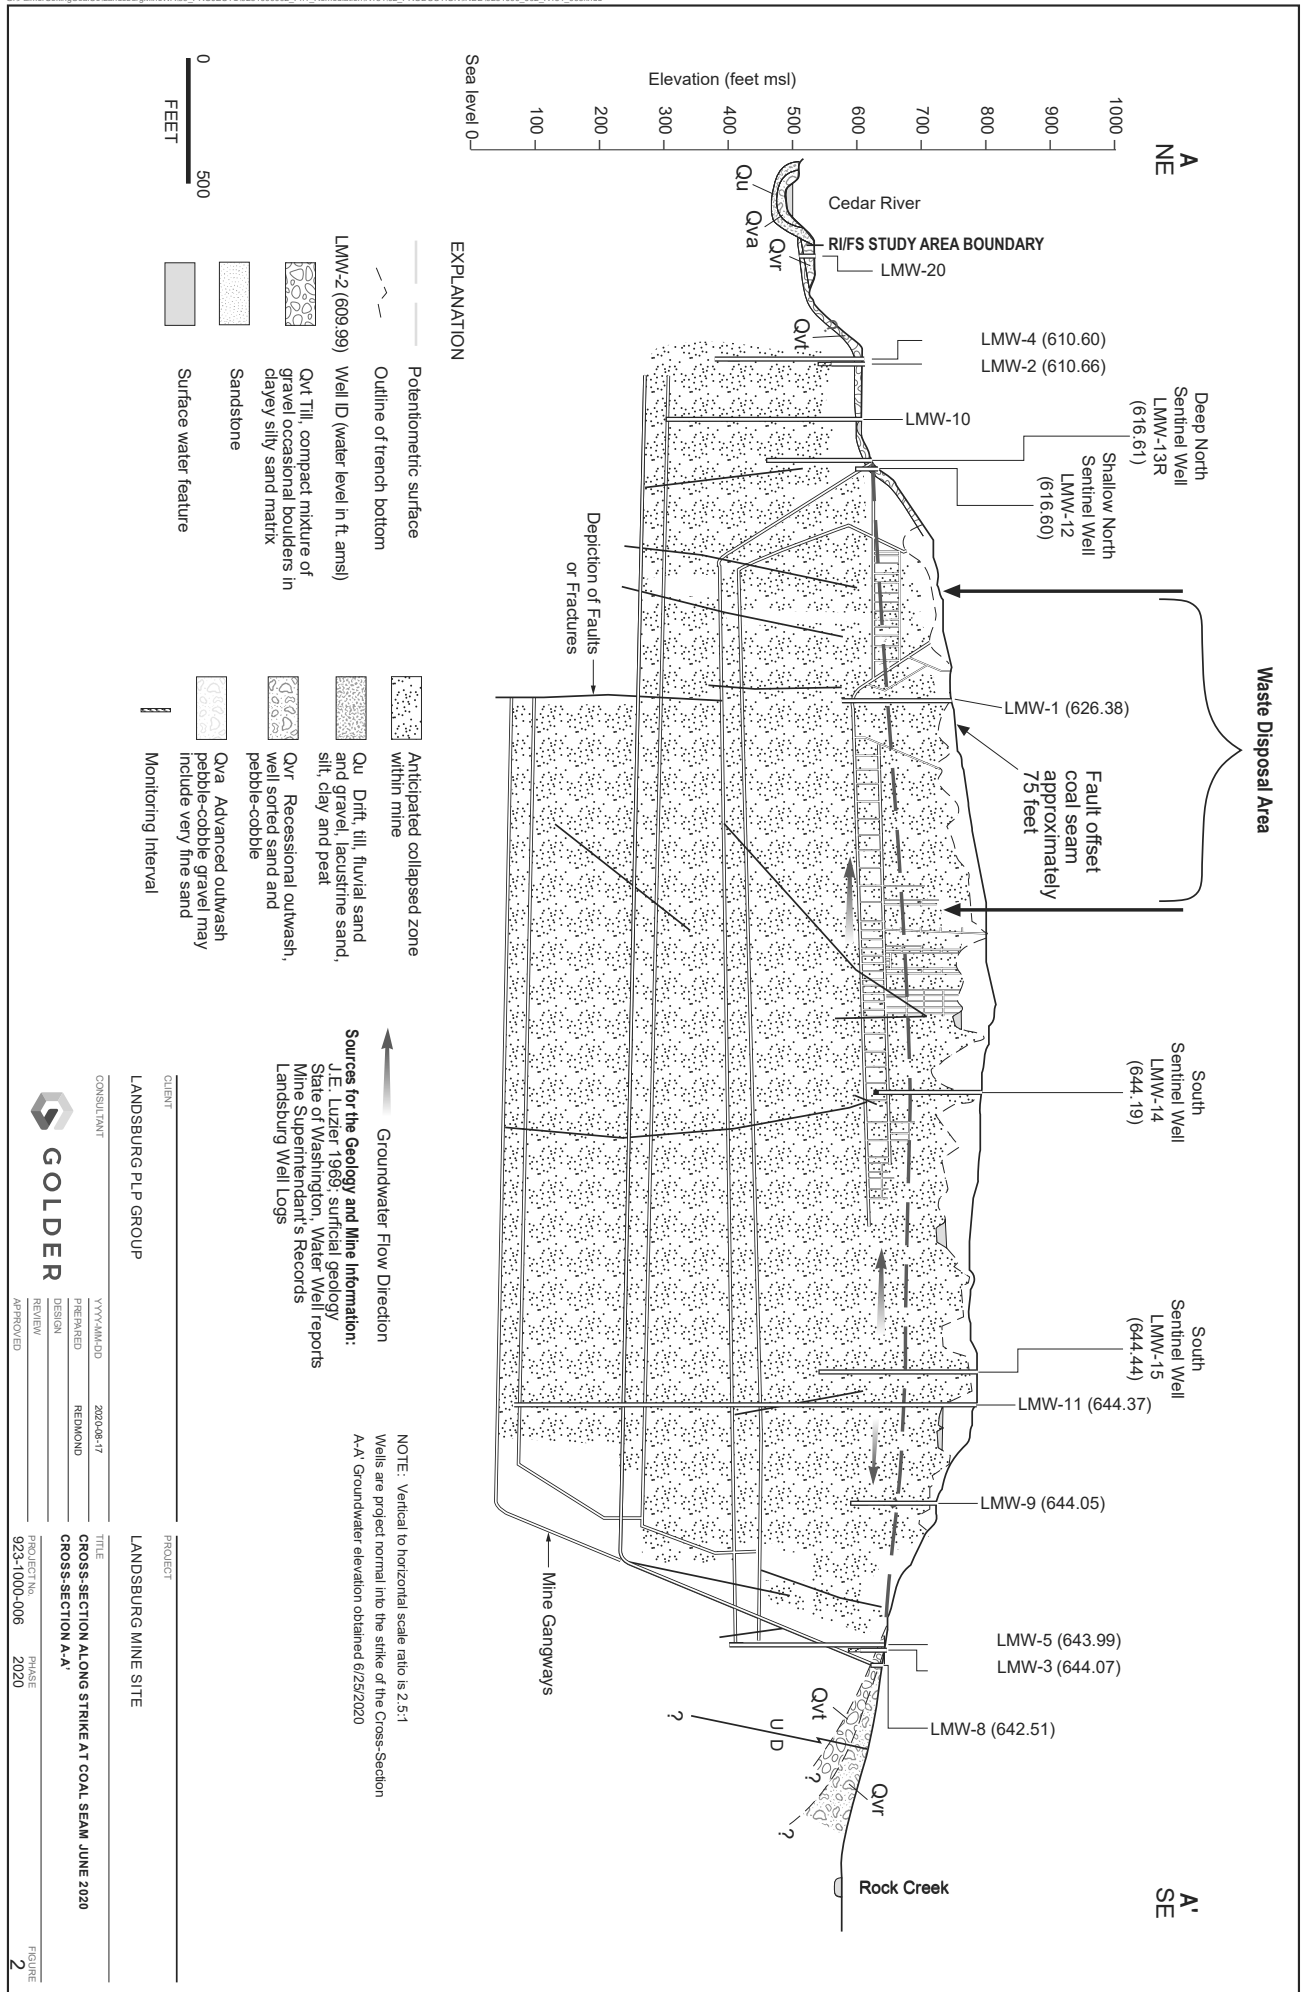 A
NE
A'
SE
Waste Disposal Area
Elevation (feet msl)
1000
900
800
700
600
500
400
300
200
100
Sea level 0
Cedar River
RI/FS STUDY AREA BOUNDARY
LMW-20
Qu
Qva
Qvr
Qvt
LMW-4 (610.60)
LMW-2 (610.66)
LMW-10
Deep North
Sentinel Well
LMW-13R
(616.61)
Shallow North
Sentinel Well
LMW-12
(616.60)
LMW-1 (626.38)
Fault offset
coal seam
approximately
75 feet
South
Sentinel Well
LMW-14
(644.19)
South
Sentinel Well
LMW-15
(644.44)
LMW-11 (644.37)
LMW-9 (644.05)
LMW-5 (643.99)
LMW-3 (644.07)
LMW-8 (642.51)
Qvt
Qvr
U D
?
?
?
Rock Creek
Depiction of Faults
or Fractures
Mine Gangways
0
500
FEET
EXPLANATION
Potentiometric surface
Outline of trench bottom
LMW-2 (609.99) Well ID (water level in ft. amsl)
Qvt Till, compact mixture of
gravel occasional boulders in
clayey silty sand matrix
Sandstone
Surface water feature
Anticipated collapsed zone
within mine
Qu Drift, till, fluvial sand
and gravel, lacustrine sand,
silt, clay and peat
Qvr Recessional outwash,
well sorted sand and
pebble-cobble
Qva Advanced outwash
pebble-cobble gravel may
include very fine sand
Monitoring Interval
Groundwater Flow Direction
Sources for the Geology and Mine Information:
J.E. Luzier 1969, surficial geology
State of Washington, Water Well reports
Mine Superintendant's Records
Landsburg Well Logs
NOTE: Vertical to horizontal scale ratio is 2.5:1
Wells are project normal into the strike of the Cross-Section
A-A' Groundwater elevation obtained 6/25/2020
CLIENT
LANDSBURG PLP GROUP
CONSULTANT
GOLDER
YYYY-MM-DD 2020-08-17
PREPARED REDMOND
DESIGN
REVIEW
APPROVED
PROJECT
LANDSBURG MINE SITE
TITLE
CROSS-SECTION ALONG STRIKE AT COAL SEAM JUNE 2020
CROSS-SECTION A-A'
PROJECT No. PHASE FIGURE
923-1000-006 2020 2